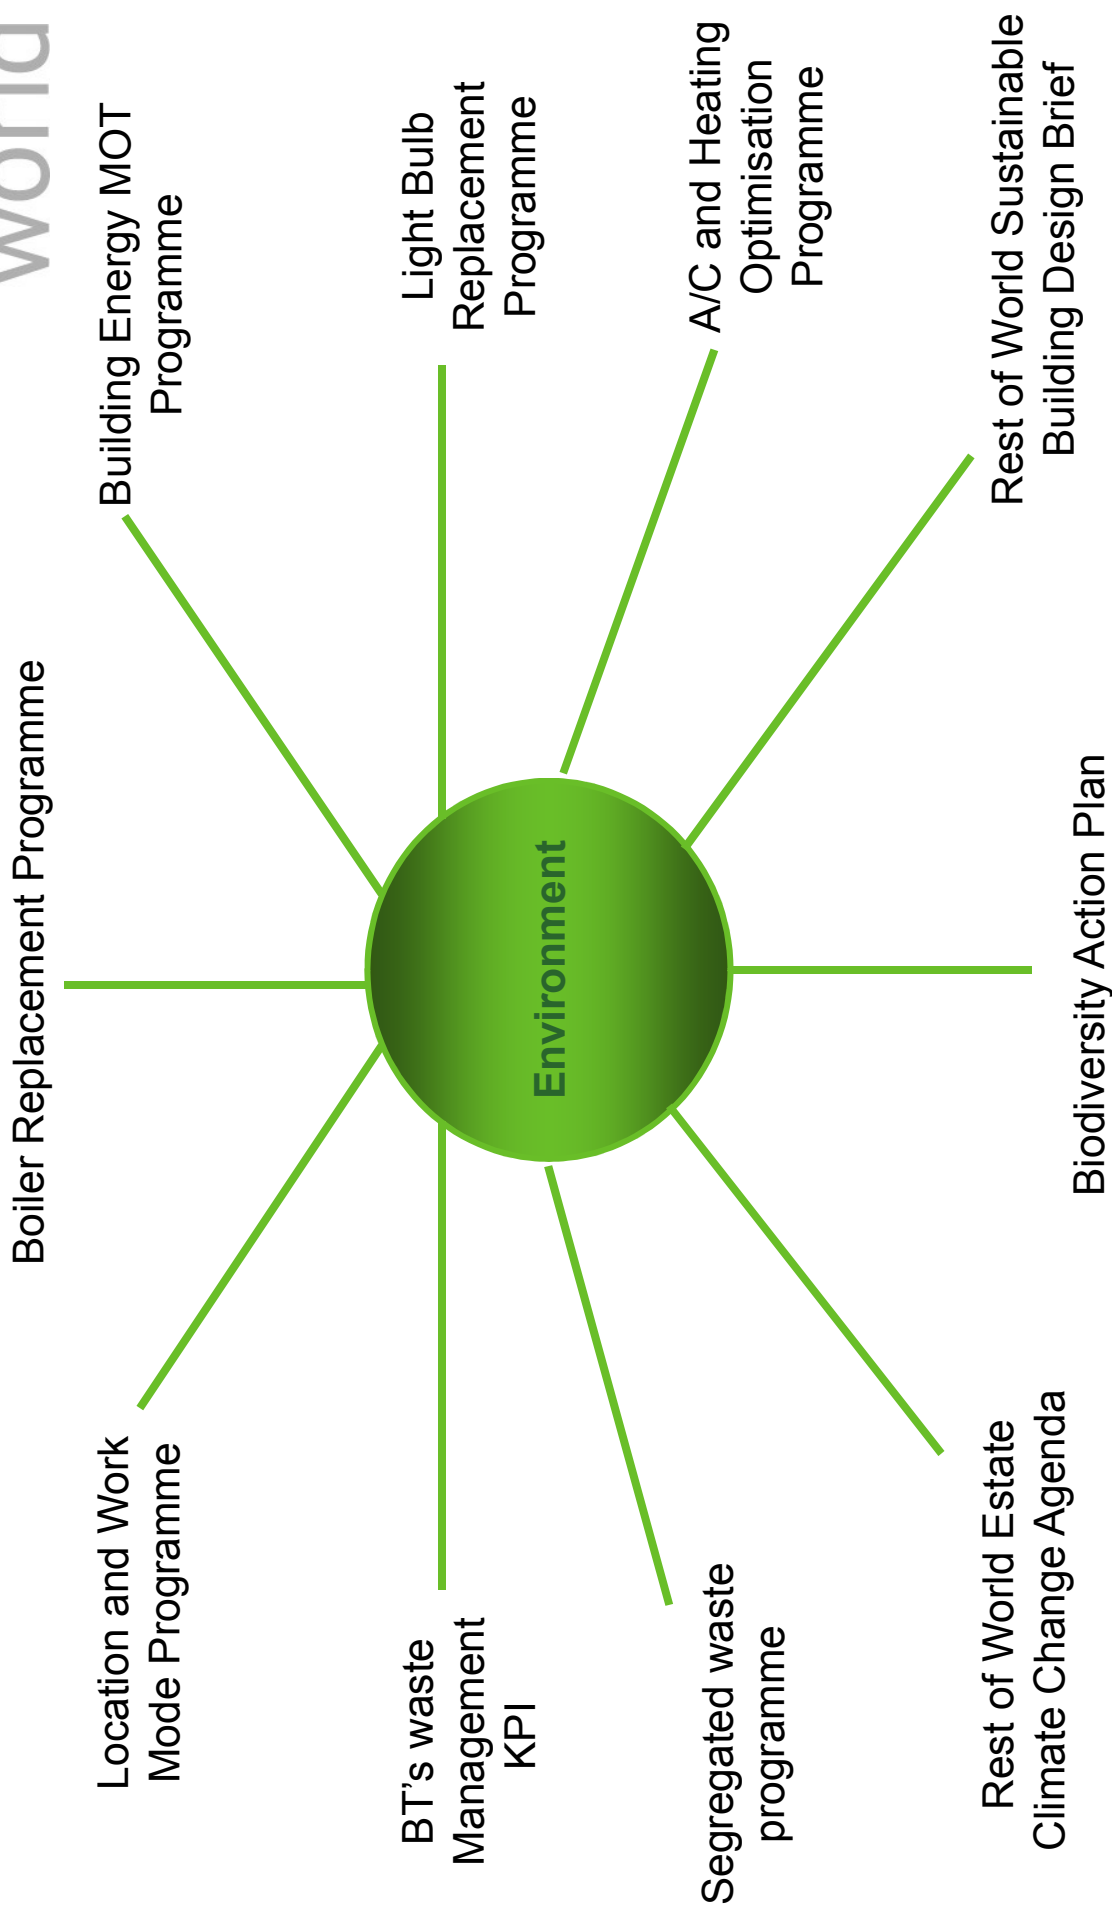 world
Boiler Replacement Programme
Building Energy MOT
Programme
Light Bulb
Replacement
Programme
A/C and Heating
Optimisation
Programme
Rest of World Sustainable
Building Design Brief
Biodiversity Action Plan
Rest of World Estate
Climate Change Agenda
Segregated waste
programme
BT’s waste
Management
KPI
Location and Work
Mode Programme
Environment